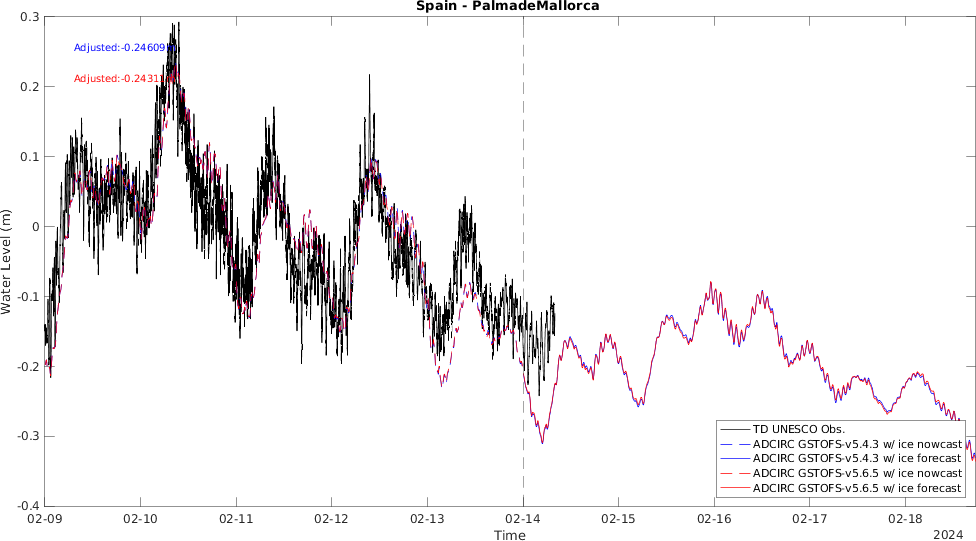 Spain - PalmadeMallorca
0.3
0.2
0.1
0
-0.1
-0.2
-0.3
-0.4
Water Level (m)
Adjusted:-0.24609
Adjusted:-0.2431
TD UNESCO Obs.
ADCIRC GSTOFS-v5.4.3 w/ ice nowcast
ADCIRC GSTOFS-v5.4.3 w/ ice forecast
ADCIRC GSTOFS-v5.6.5 w/ ice nowcast
ADCIRC GSTOFS-v5.6.5 w/ ice forecast
02-09 02-10 02-11 02-12 02-13 02-14 02-15 02-16 02-17 02-18
Time
2024